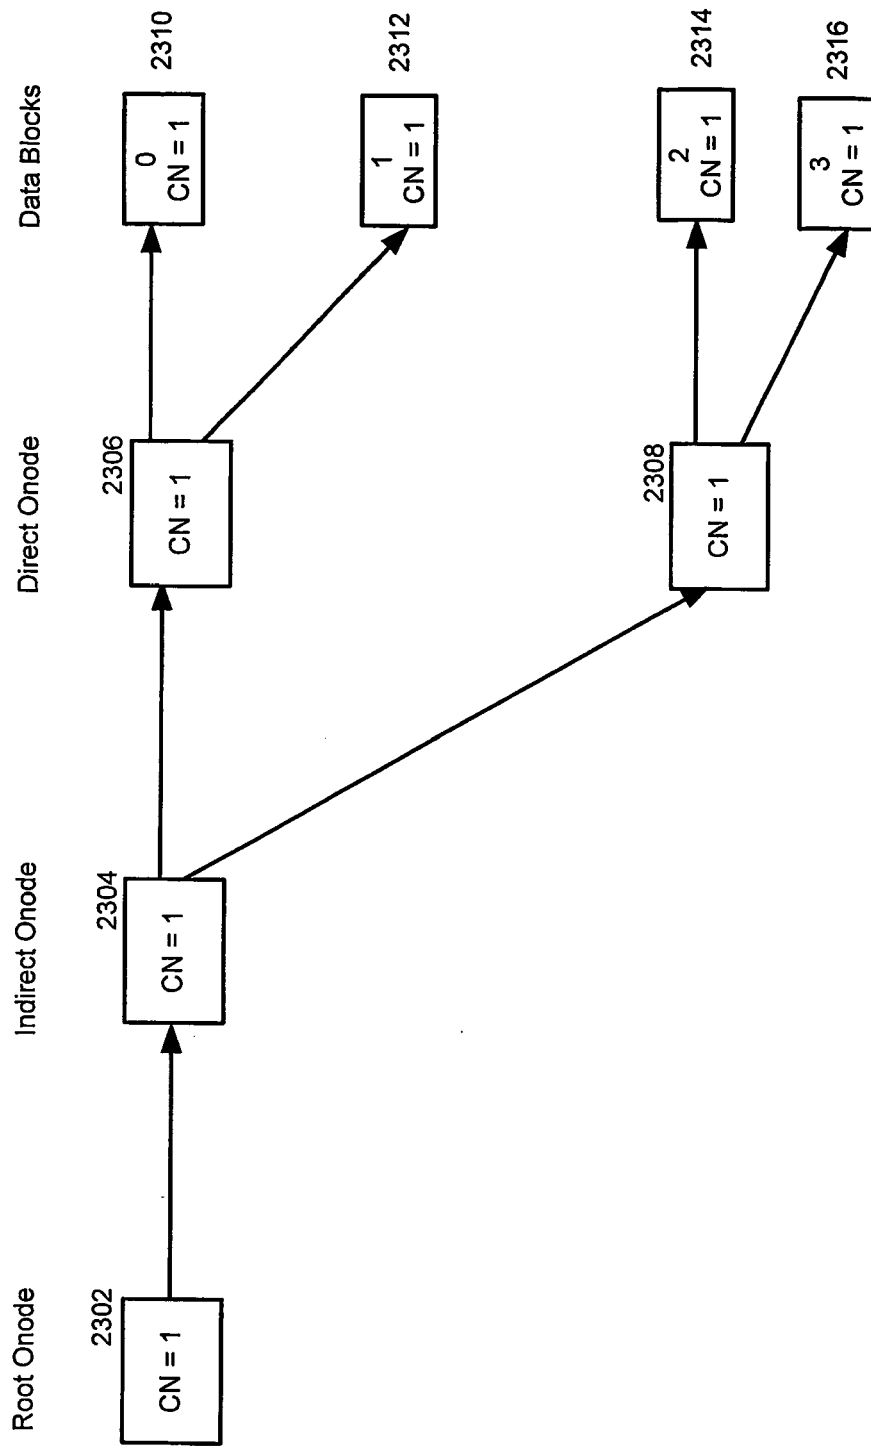 Root Onode
Indirect Onode
Direct Onode
Data Blocks
2302
CN = 1
2304
CN = 1
2306
CN = 1
0
CN = 1
2310
1
CN = 1
2312
2308
CN = 1
2
CN = 1
2314
3
CN = 1
2316